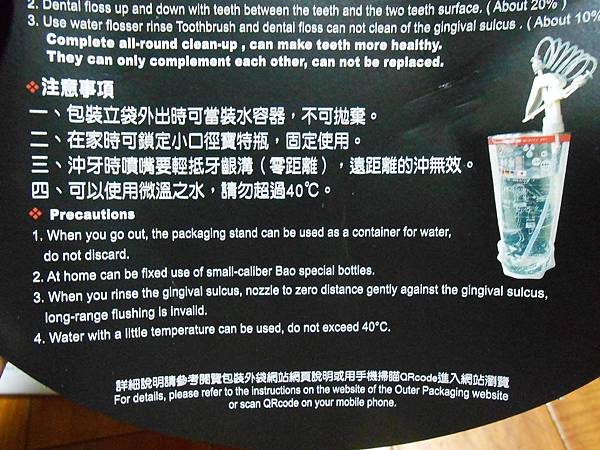 2. Dental floss up and down with teeth between the teeth and the two teeth surface. ( About 20% )
3. Use water flosser rinse Toothbrush and dental floss can not clean of the gingival sulcus . ( About 10%
Complete all-round clean-up , can make teeth more healthy.
They can only complement each other, can not be replaced.
❖注意事項
一、包裝立袋外出時可當裝水容器，不可拋棄。
二、在家時可鎖定小口徑寶特瓶，固定使用。
三、沖牙時噴嘴要輕抵牙齦溝（零距離），遠距離的沖無效。
四、可以使用微溫之水，請勿超過40℃。
❖ Precautions
1. When you go out, the packaging stand can be used as a container for water,
do not discard.
2. At home can be fixed use of small-caliber Bao special bottles.
3. When you rinse the gingival sulcus, nozzle to zero distance gently against the gingival sulcus,
long-range flushing is invalid.
4. Water with a little temperature can be used, do not exceed 40℃.
詳細說明請參考閱覽包裝外袋網站網頁說明或用手機掃瞄QRcode進入網站瀏覽
For details, please refer to the instructions on the website of the Outer Packaging website
or scan QRcode on your mobile phone.